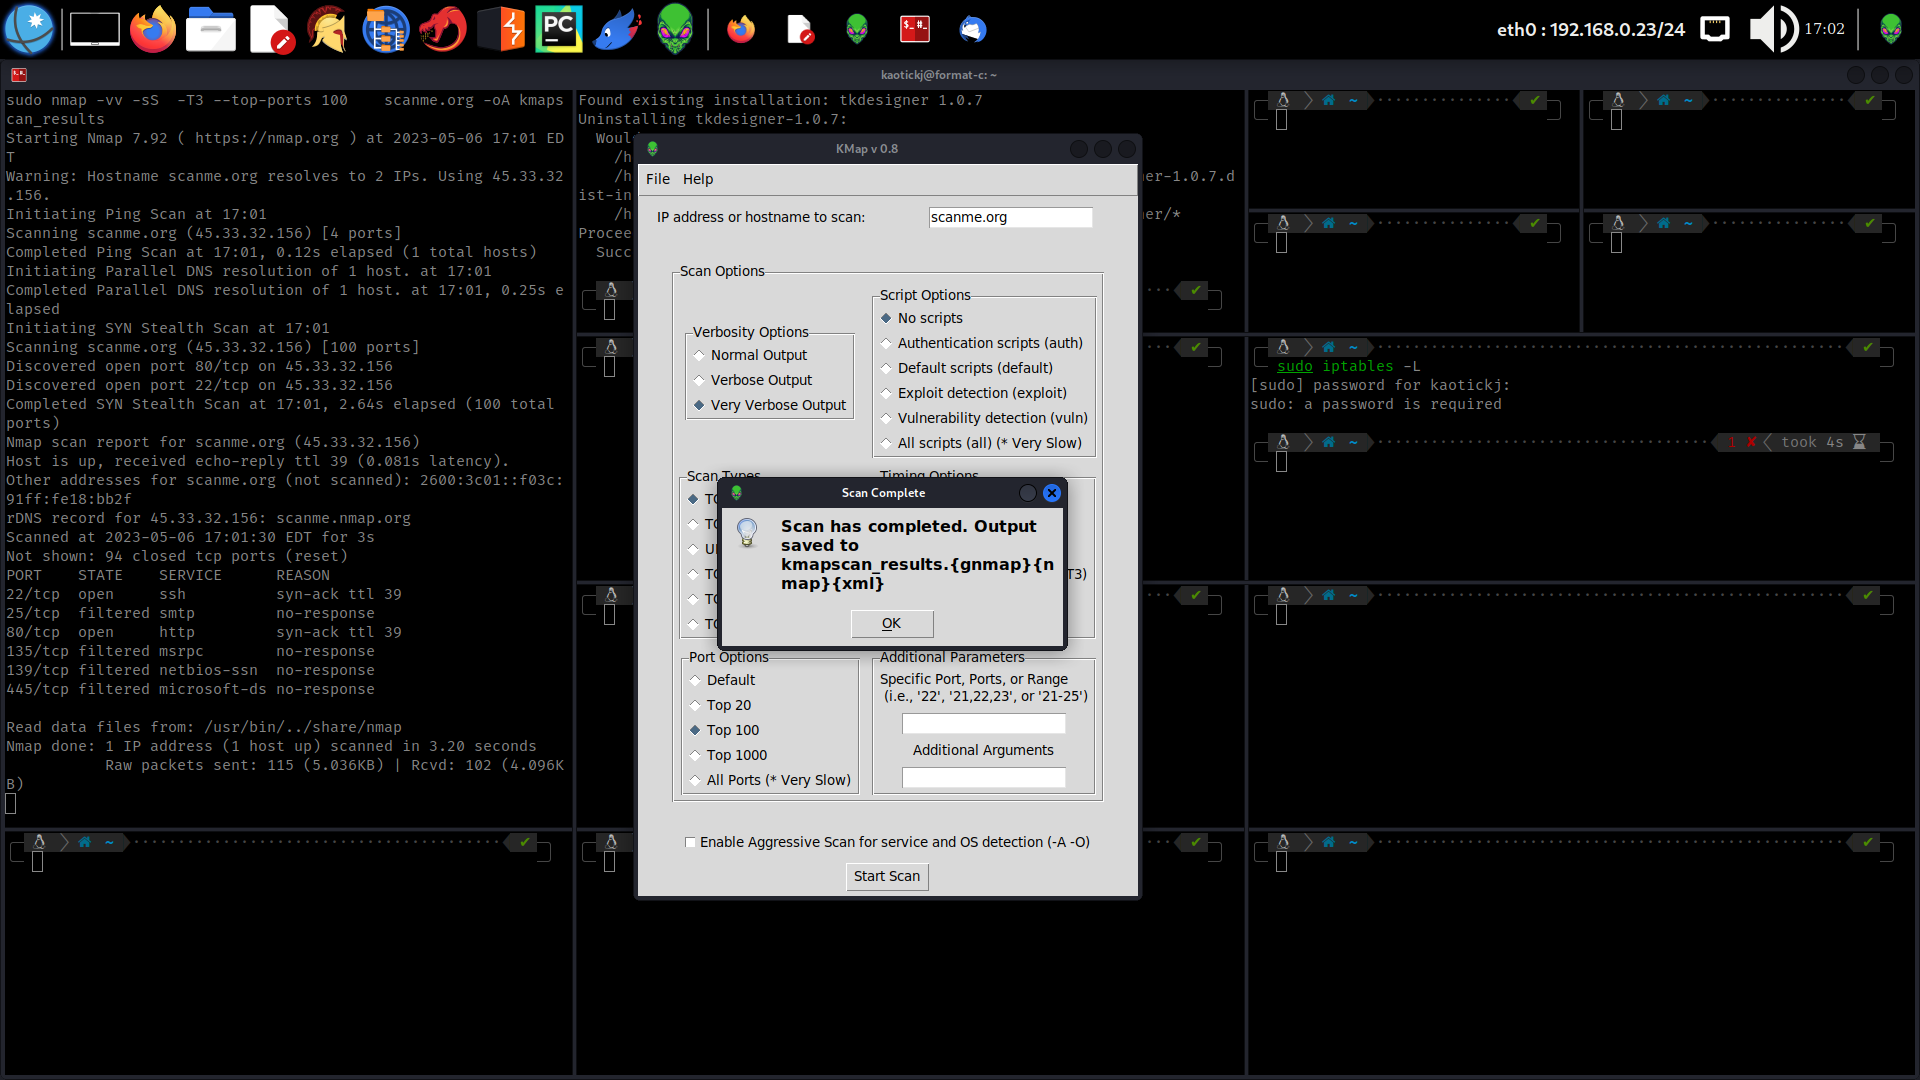 PC
$_ #_
eth0 : 192.168.0.23/24
17:02
kaotickj@format-c: ~
sudo nmap -vv -sS  -T3 --top-ports 100    scanme.org -oA kmaps
can_results
Starting Nmap 7.92 ( https://nmap.org ) at 2023-05-06 17:01 ED
T
Warning: Hostname scanme.org resolves to 2 IPs. Using 45.33.32
.156.
Initiating Ping Scan at 17:01
Scanning scanme.org (45.33.32.156) [4 ports]
Completed Ping Scan at 17:01, 0.12s elapsed (1 total hosts)
Initiating Parallel DNS resolution of 1 host. at 17:01
Completed Parallel DNS resolution of 1 host. at 17:01, 0.25s e
lapsed
Initiating SYN Stealth Scan at 17:01
Scanning scanme.org (45.33.32.156) [100 ports]
Discovered open port 80/tcp on 45.33.32.156
Discovered open port 22/tcp on 45.33.32.156
Completed SYN Stealth Scan at 17:01, 2.64s elapsed (100 total
ports)
Nmap scan report for scanme.org (45.33.32.156)
Host is up, received echo-reply ttl 39 (0.081s latency).
Other addresses for scanme.org (not scanned): 2600:3c01::f03c:
91ff:fe18:bb2f
rDNS record for 45.33.32.156: scanme.nmap.org
Scanned at 2023-05-06 17:01:30 EDT for 3s
Not shown: 94 closed tcp ports (reset)
PORT    STATE    SERVICE      REASON
22/tcp  open     ssh          syn-ack ttl 39
25/tcp  filtered smtp         no-response
80/tcp  open     http         syn-ack ttl 39
135/tcp filtered msrpc        no-response
139/tcp filtered netbios-ssn  no-response
445/tcp filtered microsoft-ds no-response
Read data files from: /usr/bin/../share/nmap
Nmap done: 1 IP address (1 host up) scanned in 3.20 seconds
Raw packets sent: 115 (5.036KB) | Rcvd: 102 (4.096K
B)
Found existing installation: tkdesigner 1.0.7
Uninstalling tkdesigner-1.0.7:
Woul
/h
/h er-1.0.7.d
ist-in
/h er/*
Procee
Succ
~ ✔
~ ✔
~ ✔
~ ✔
~ ✔
sudo iptables -L
[sudo] password for kaotickj:
sudo: a password is required
~ 1 ✘ took 4s
~ ✔
~ ✔
~ ✔
✔
✔
✔
✔
KMap v 0.8
File Help
IP address or hostname to scan: scanme.org
Scan Options
Verbosity Options
Normal Output
Verbose Output
Very Verbose Output
Script Options
No scripts
Authentication scripts (auth)
Default scripts (default)
Exploit detection (exploit)
Vulnerability detection (vuln)
All scripts (all) (* Very Slow)
Scan Types
Timing Options
T3)
Scan Complete
Scan has completed. Output
saved to
kmapscan_results.{gnmap}{n
map}{xml}
OK
Port Options
Default
Top 20
Top 100
Top 1000
All Ports (* Very Slow)
Additional Parameters
Specific Port, Ports, or Range
(i.e., '22', '21,22,23', or '21-25')
Additional Arguments
Enable Aggressive Scan for service and OS detection (-A -O)
Start Scan